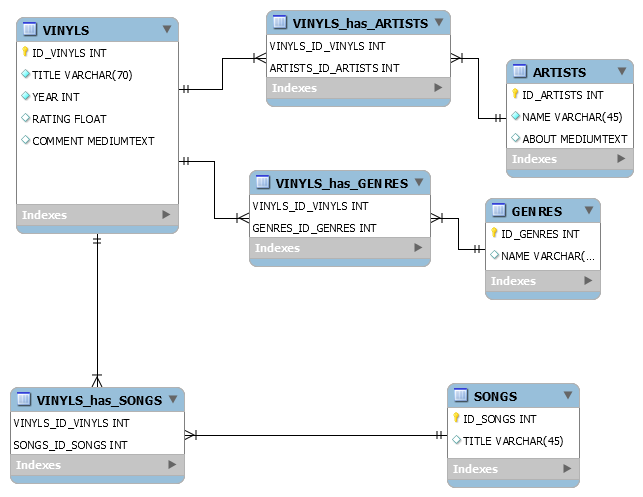 VINYLS
ID_VINYLS INT
TITLE VARCHAR(70)
YEAR INT
RATING FLOAT
COMMENT MEDIUMTEXT
Indexes
VINYLS_has_ARTISTS
VINYLS_ID_VINYLS INT
ARTISTS_ID_ARTISTS INT
Indexes
ARTISTS
ID_ARTISTS INT
NAME VARCHAR(45)
ABOUT MEDIUMTEXT
Indexes
VINYLS_has_GENRES
VINYLS_ID_VINYLS INT
GENRES_ID_GENRES INT
Indexes
GENRES
ID_GENRES INT
NAME VARCHAR(...
Indexes
VINYLS_has_SONGS
VINYLS_ID_VINYLS INT
SONGS_ID_SONGS INT
Indexes
SONGS
ID_SONGS INT
TITLE VARCHAR(45)
Indexes